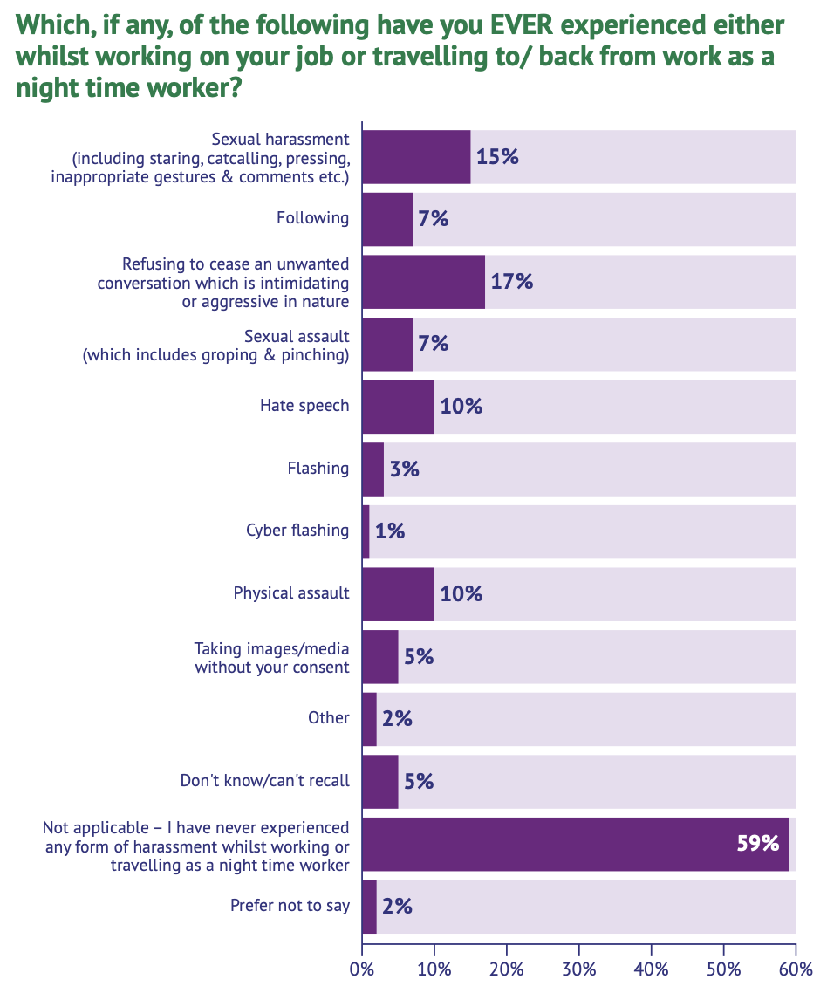 Which, if any, of the following have you EVER experienced either
whilst working on your job or travelling to/ back from work as a
night time worker?
Sexual harassment
(including staring, catcalling, pressing,
inappropriate gestures & comments etc.)
15%
Following
7%
Refusing to cease an unwanted
conversation which is intimidating
or aggressive in nature
17%
Sexual assault
(which includes groping & pinching)
7%
Hate speech
10%
Flashing
3%
Cyber flashing
1%
Physical assault
10%
Taking images/media
without your consent
5%
Other
2%
Don't know/can't recall
5%
Not applicable – I have never experienced
any form of harassment whilst working or
travelling as a night time worker
59%
Prefer not to say
2%
0% 10% 20% 30% 40% 50% 60%